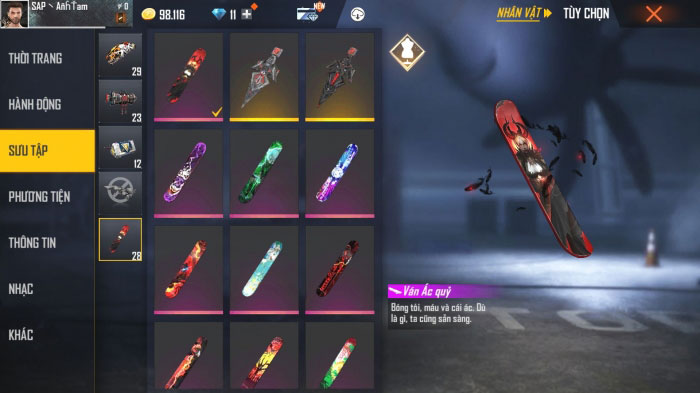 SAP丶Anh†am
0
98.116
11
NEW
NHÂN VẬT
TÙY CHỌN
THỜI TRANG
HÀNH ĐỘNG
SƯU TẬP
PHƯƠNG TIỆN
THÔNG TIN
NHẠC
KHÁC
29
23
12
28
Ván Ác quỷ
Bóng tối, máu và cái ác. Dù
là gì, ta cũng sẵn sàng.